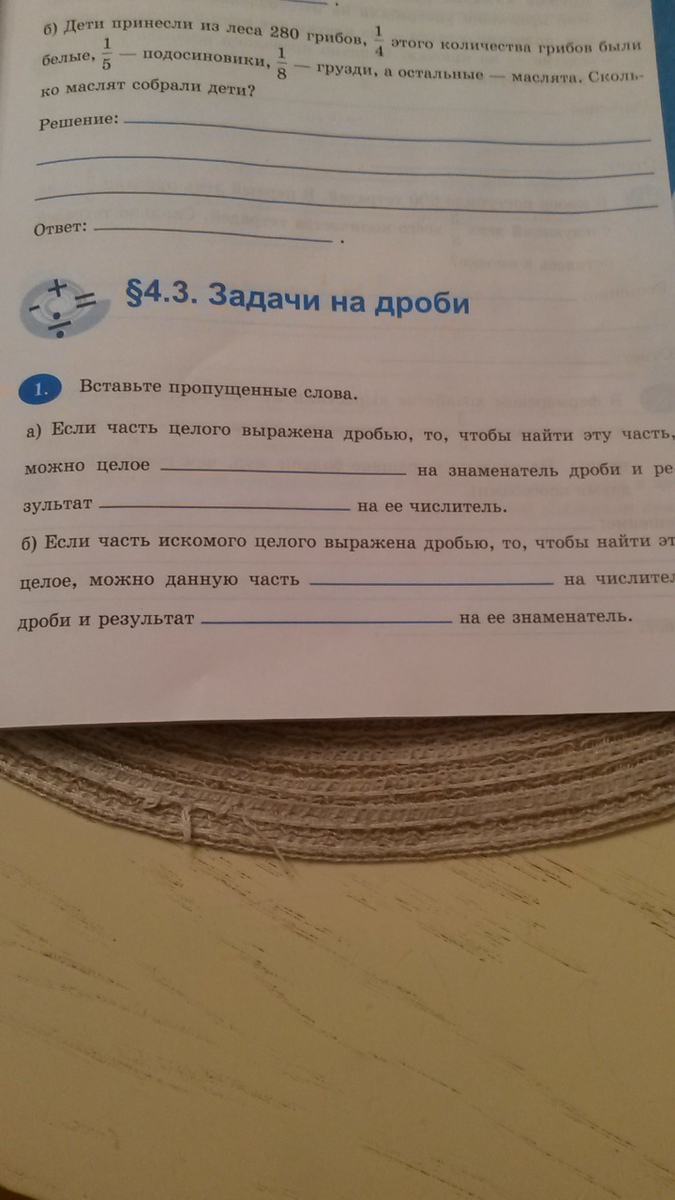 б) Дети принесли из леса 280 грибов, 1/4 этого количества грибов были
белые, 1/5 — подосиновики, 1/8 — грузди, а остальные — маслята. Сколь-
ко маслят собрали дети?
Решение:
Ответ: .
§4.3. Задачи на дроби
1. Вставьте пропущенные слова.
а) Если часть целого выражена дробью, то, чтобы найти эту часть,
можно целое на знаменатель дроби и ре
зультат на ее числитель.
б) Если часть искомого целого выражена дробью, то, чтобы найти эт
целое, можно данную часть на числител
дроби и результат на ее знаменатель.